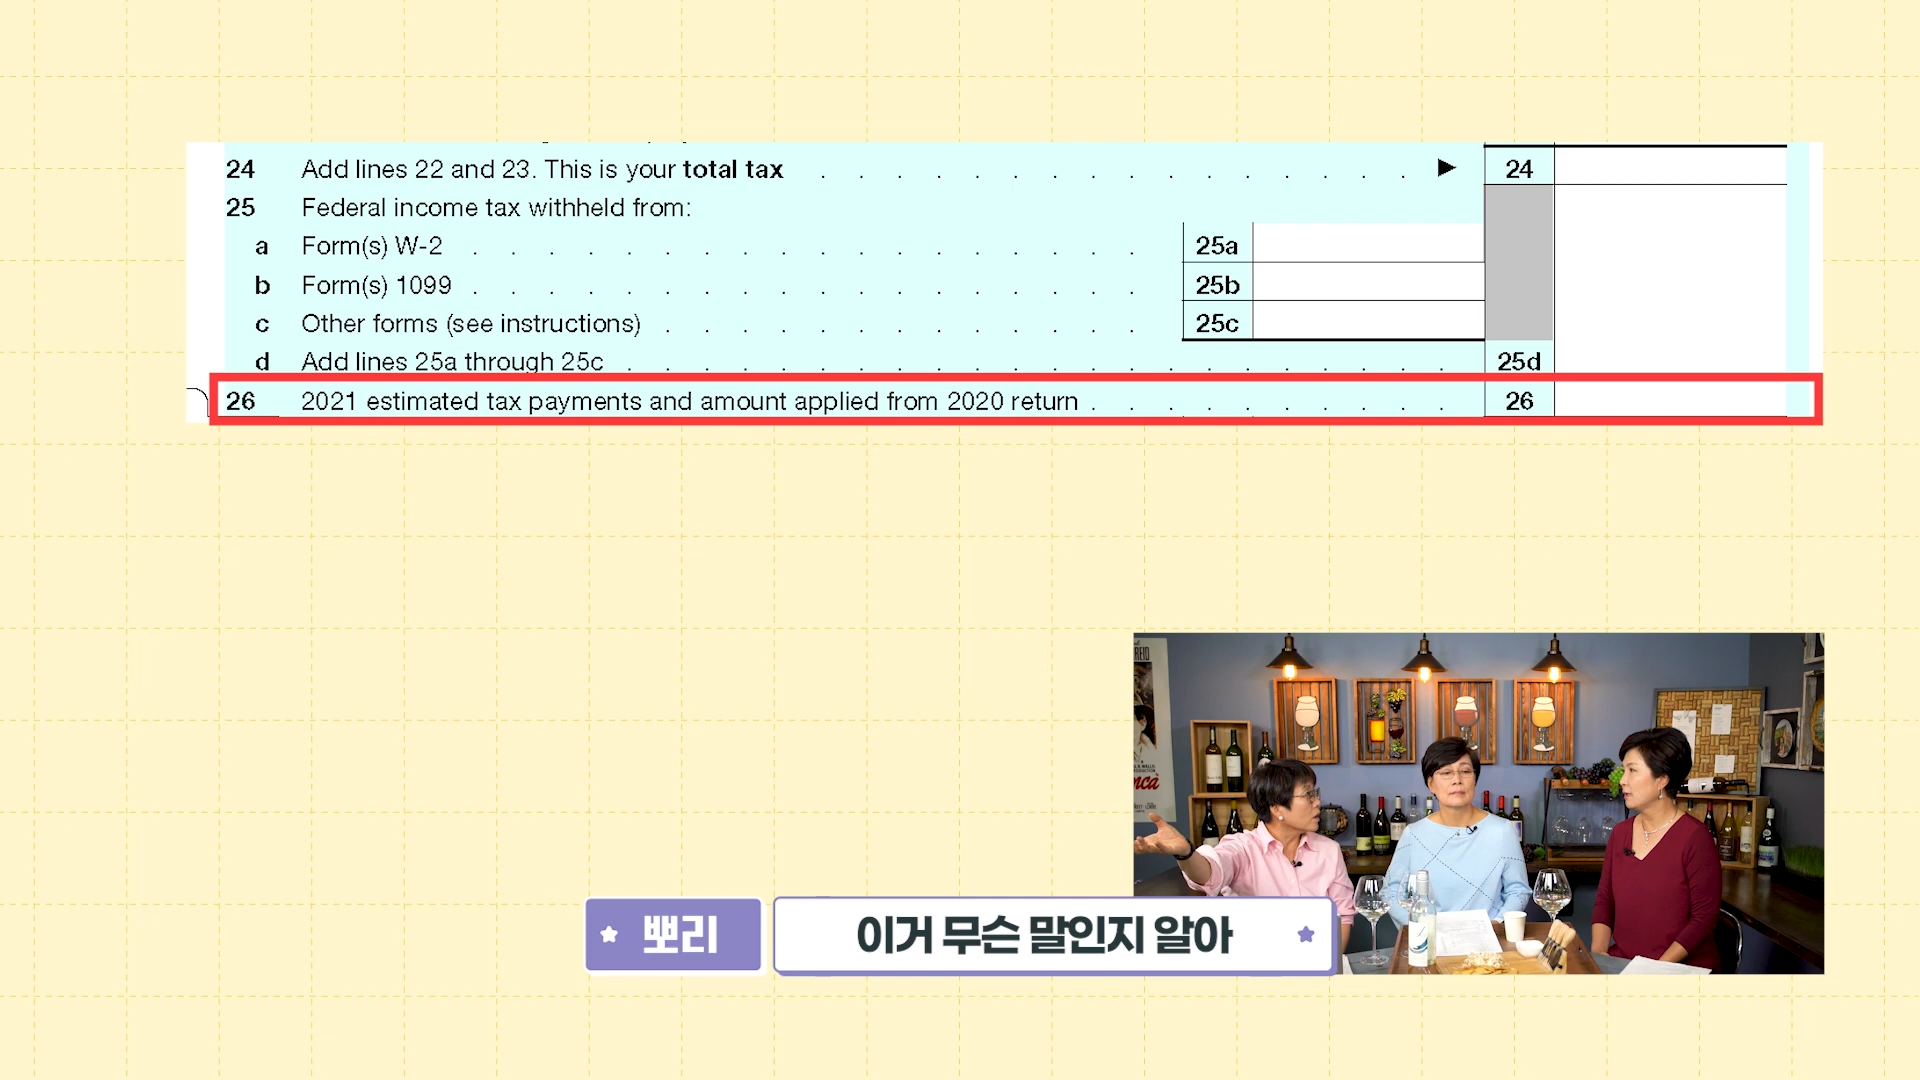 24 Add lines 22 and 23. This is your total tax . . . . . . . . . . . . . . . . ▶ 24
25 Federal income tax withheld from:
a Form(s) W-2 . . . . . . . . . . . . . . . . . . 25a
b Form(s) 1099 . . . . . . . . . . . . . . . . . . 25b
c Other forms (see instructions) . . . . . . . . . . . . . 25c
d Add lines 25a through 25c . . . . . . . . . . . . . . . . . . . . . . 25d
26 2021 estimated tax payments and amount applied from 2020 return . . . . . . . . . . 26
REID
nca
뽀리
이거 무슨 말인지 알아